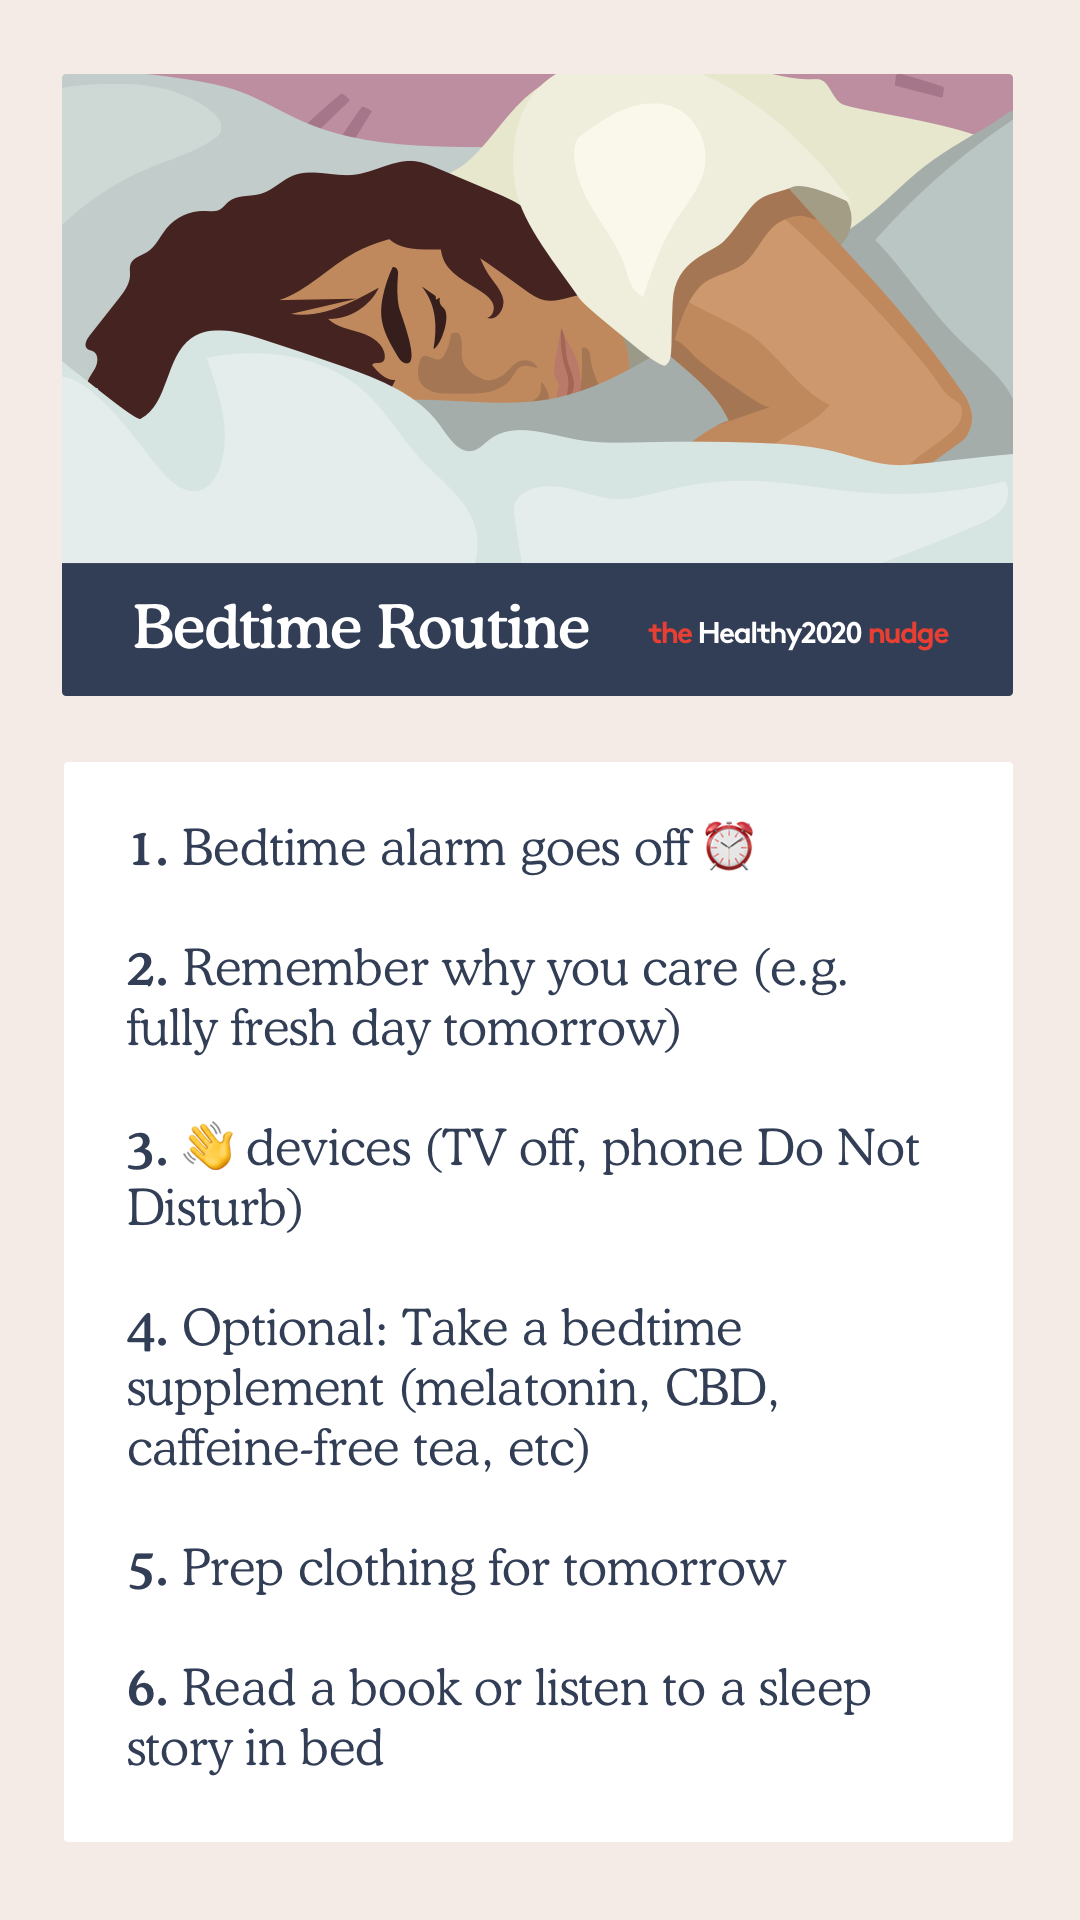 Bedtime Routine
the Healthy2020 nudge
1. Bedtime alarm goes off ⏰
2. Remember why you care (e.g.
fully fresh day tomorrow)
3. 👋 devices (TV off, phone Do Not
Disturb)
4. Optional: Take a bedtime
supplement (melatonin, CBD,
caffeine-free tea, etc)
5. Prep clothing for tomorrow
6. Read a book or listen to a sleep
story in bed